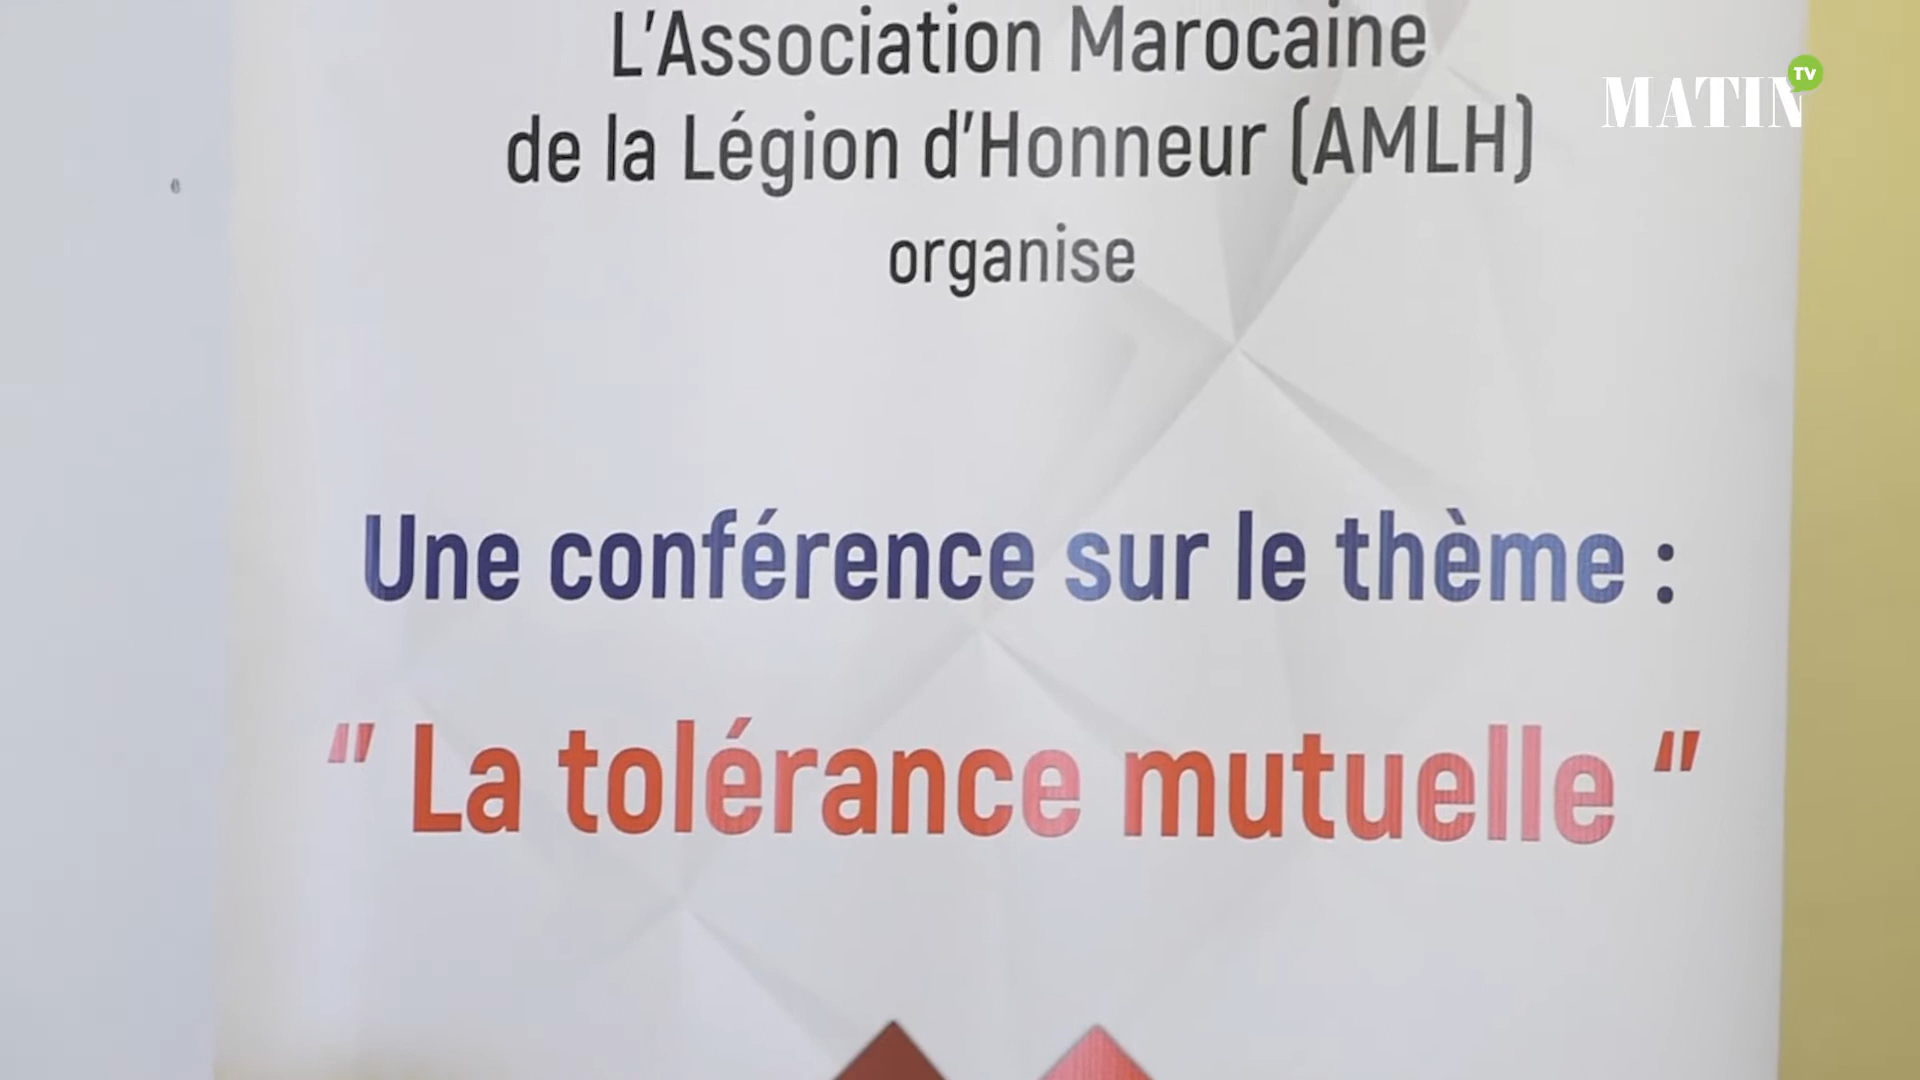 L'Association Marocaine
de la Légion d'Honneur (AMLH)
organise
Une conférence sur le thème :
" La tolérance mutuelle "
MATIN TV